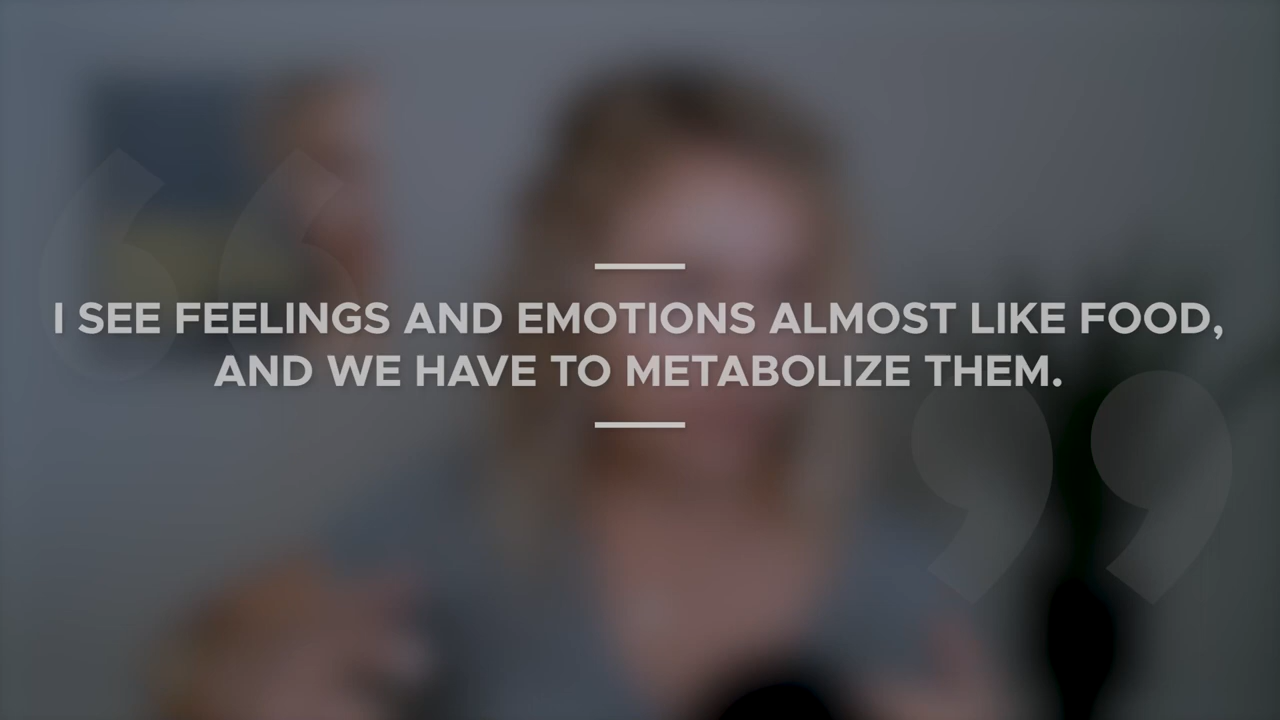 I SEE FEELINGS AND EMOTIONS ALMOST LIKE FOOD,
AND WE HAVE TO METABOLIZE THEM.